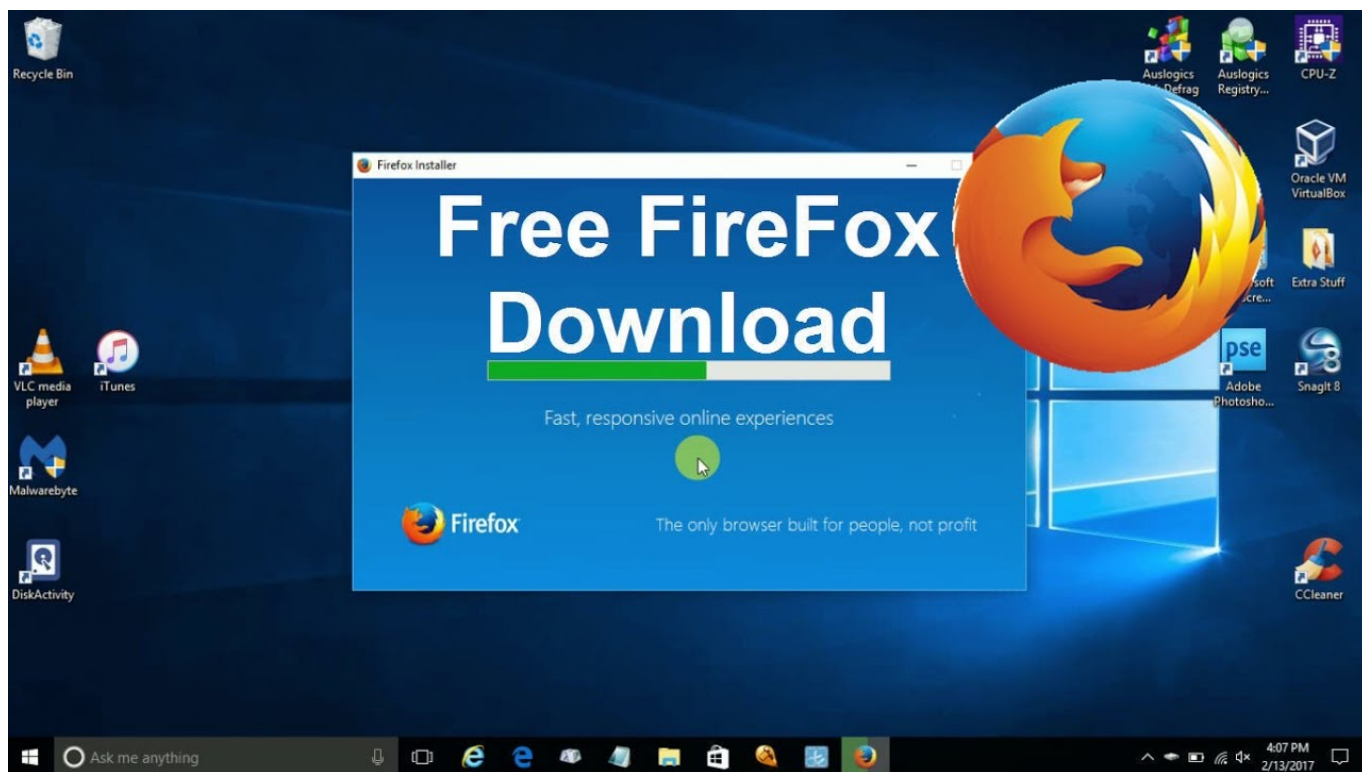 Recycle Bin
Auslogics
Defrag
Auslogics
Registry...
CPU-Z
Firefox Installer
Free FireFox
Download
Fast, responsive online experiences
Firefox
The only browser built for people, not profit
Oracle VM
VirtualBox
Extra Stuff
pse
Adobe
Photosho...
SnagIt 8
VLC media
player
iTunes
Malwarebyte
DiskActivity
CCleaner
Ask me anything
4:07 PM
2/13/2017